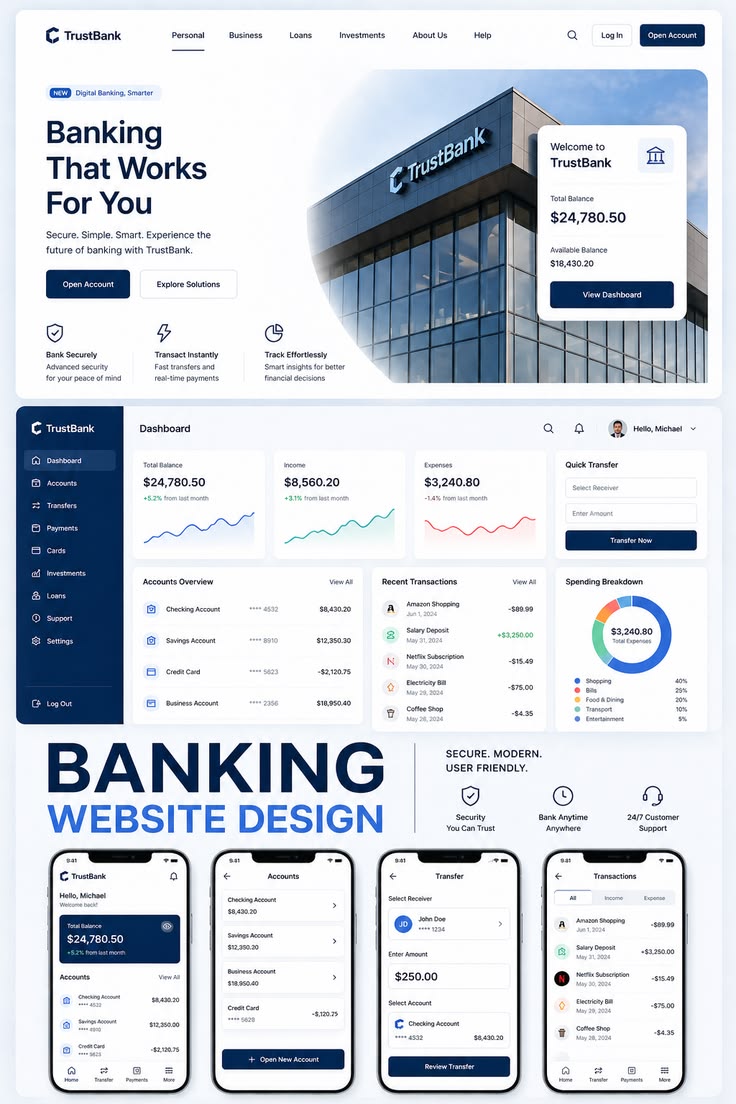 TrustBank
Personal
Business
Loans
Investments
About Us
Help
Log In
Open Account
NEW Digital Banking, Smarter
Banking
That Works
For You
Secure. Simple. Smart. Experience the
future of banking with TrustBank.
Open Account
Explore Solutions
Bank Securely
Advanced security
for your peace of mind
Transact Instantly
Fast transfers and
real-time payments
Track Effortlessly
Smart insights for better
financial decisions
TrustBank
Welcome to
TrustBank
Total Balance
$24,780.50
Available Balance
$18,430.20
View Dashboard
TrustBank
Dashboard
Accounts
Transfers
Payments
Cards
Investments
Loans
Support
Settings
Log Out
Dashboard
Hello, Michael
Total Balance
$24,780.50
+5.2% from last month
Income
$8,560.20
+3.1% from last month
Expenses
$3,240.80
-1.4% from last month
Quick Transfer
Select Receiver
Enter Amount
Transfer Now
Accounts Overview View All
Checking Account **** 4532 $8,430.20
Savings Account **** 8910 $12,350.30
Credit Card **** 5623 -$2,120.75
Business Account **** 2356 $18,950.40
Recent Transactions View All
Amazon Shopping -$89.99
Jun 1, 2024
Salary Deposit +$3,250.00
May 31, 2024
Netflix Subscription -$15.49
May 30, 2024
Electricity Bill -$75.00
May 29, 2024
Coffee Shop -$4.35
May 26, 2024
Spending Breakdown
$3,240.80
Total Expenses
Shopping 40%
Bills 25%
Food & Dining 20%
Transport 10%
Entertainment 5%
BANKING
WEBSITE DESIGN
SECURE. MODERN.
USER FRIENDLY.
Security
You Can Trust
Bank Anytime
Anywhere
24/7 Customer
Support
9:41
TrustBank
Hello, Michael
Welcome back!
Total Balance
$24,780.50
+5.2% from last month
Accounts View All
Checking Account $8,430.20
**** 4532
Savings Account $12,350.00
**** 8910
Credit Card -$2,120.75
**** 5623
Home Transfer Payments More
9:41
Accounts
Checking Account
$8,430.20
Savings Account
$12,350.20
Business Account
$18,950.40
Credit Card
**** 5628 -$,120.75
+ Open New Account
9:41
Transfer
Select Receiver
JD John Doe
**** 1234
Enter Amount
$250.00
Select Account
Checking Account
**** 4532 $8,430.20
Review Transfer
9:41
Transactions
All Income Expense
Amazon Shopping -$89.99
Jun 1, 2024
Salary Deposit +$3,250.00
May 31, 2024
N
Netflix Subscription -$15.49
May 30, 2024
Electricity Bill -$75.00
May 29, 2024
Coffee Shop -$4.35
May 28, 2024
Home Transfer Payments More